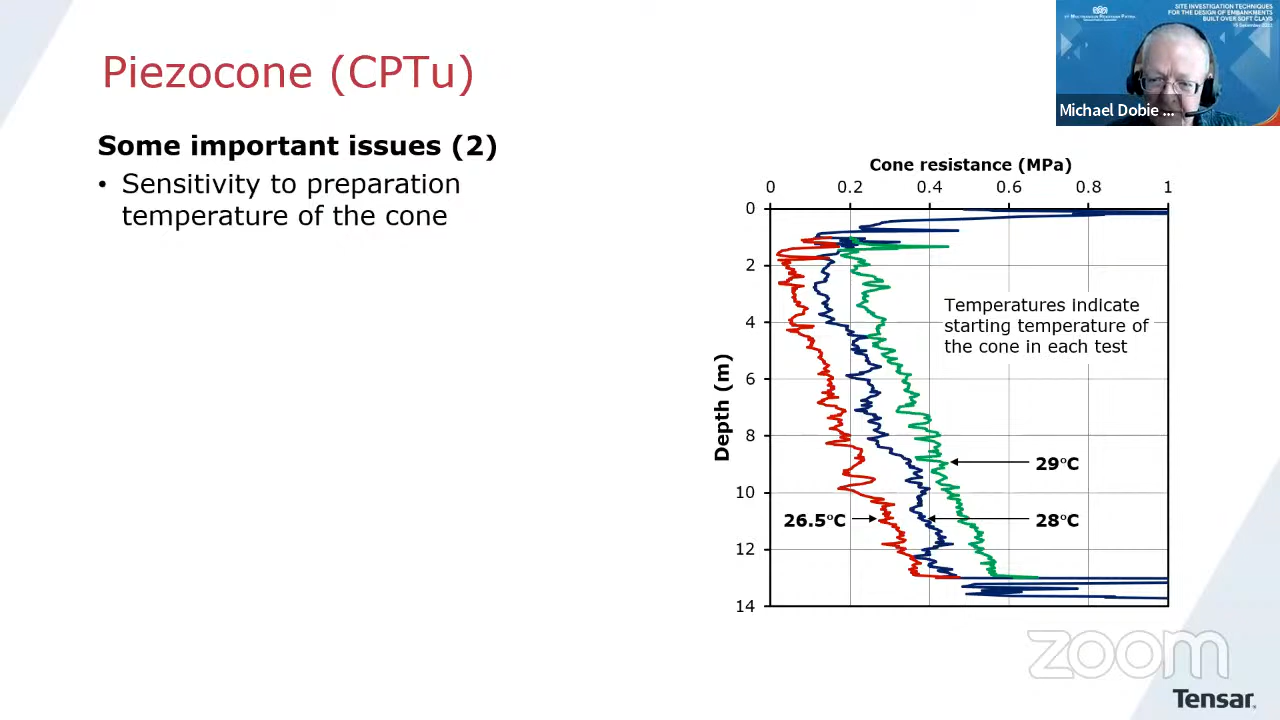 Piezocone (CPTu)
Some important issues (2)
• Sensitivity to preparation
temperature of the cone
SITE INVESTIGATION TECHNIQUES
FOR THE DESIGN OF EMBANKMENTS
BUILT OVER SOFT CLAYS
Michael Dobie ...
Cone resistance (MPa)
0 0.2 0.4 0.6 0.8 1
Depth (m)
0
2
4
6
8
10
12
14
Temperatures indicate
starting temperature of
the cone in each test
29°C
26.5°C
28°C
zoom
Tensar